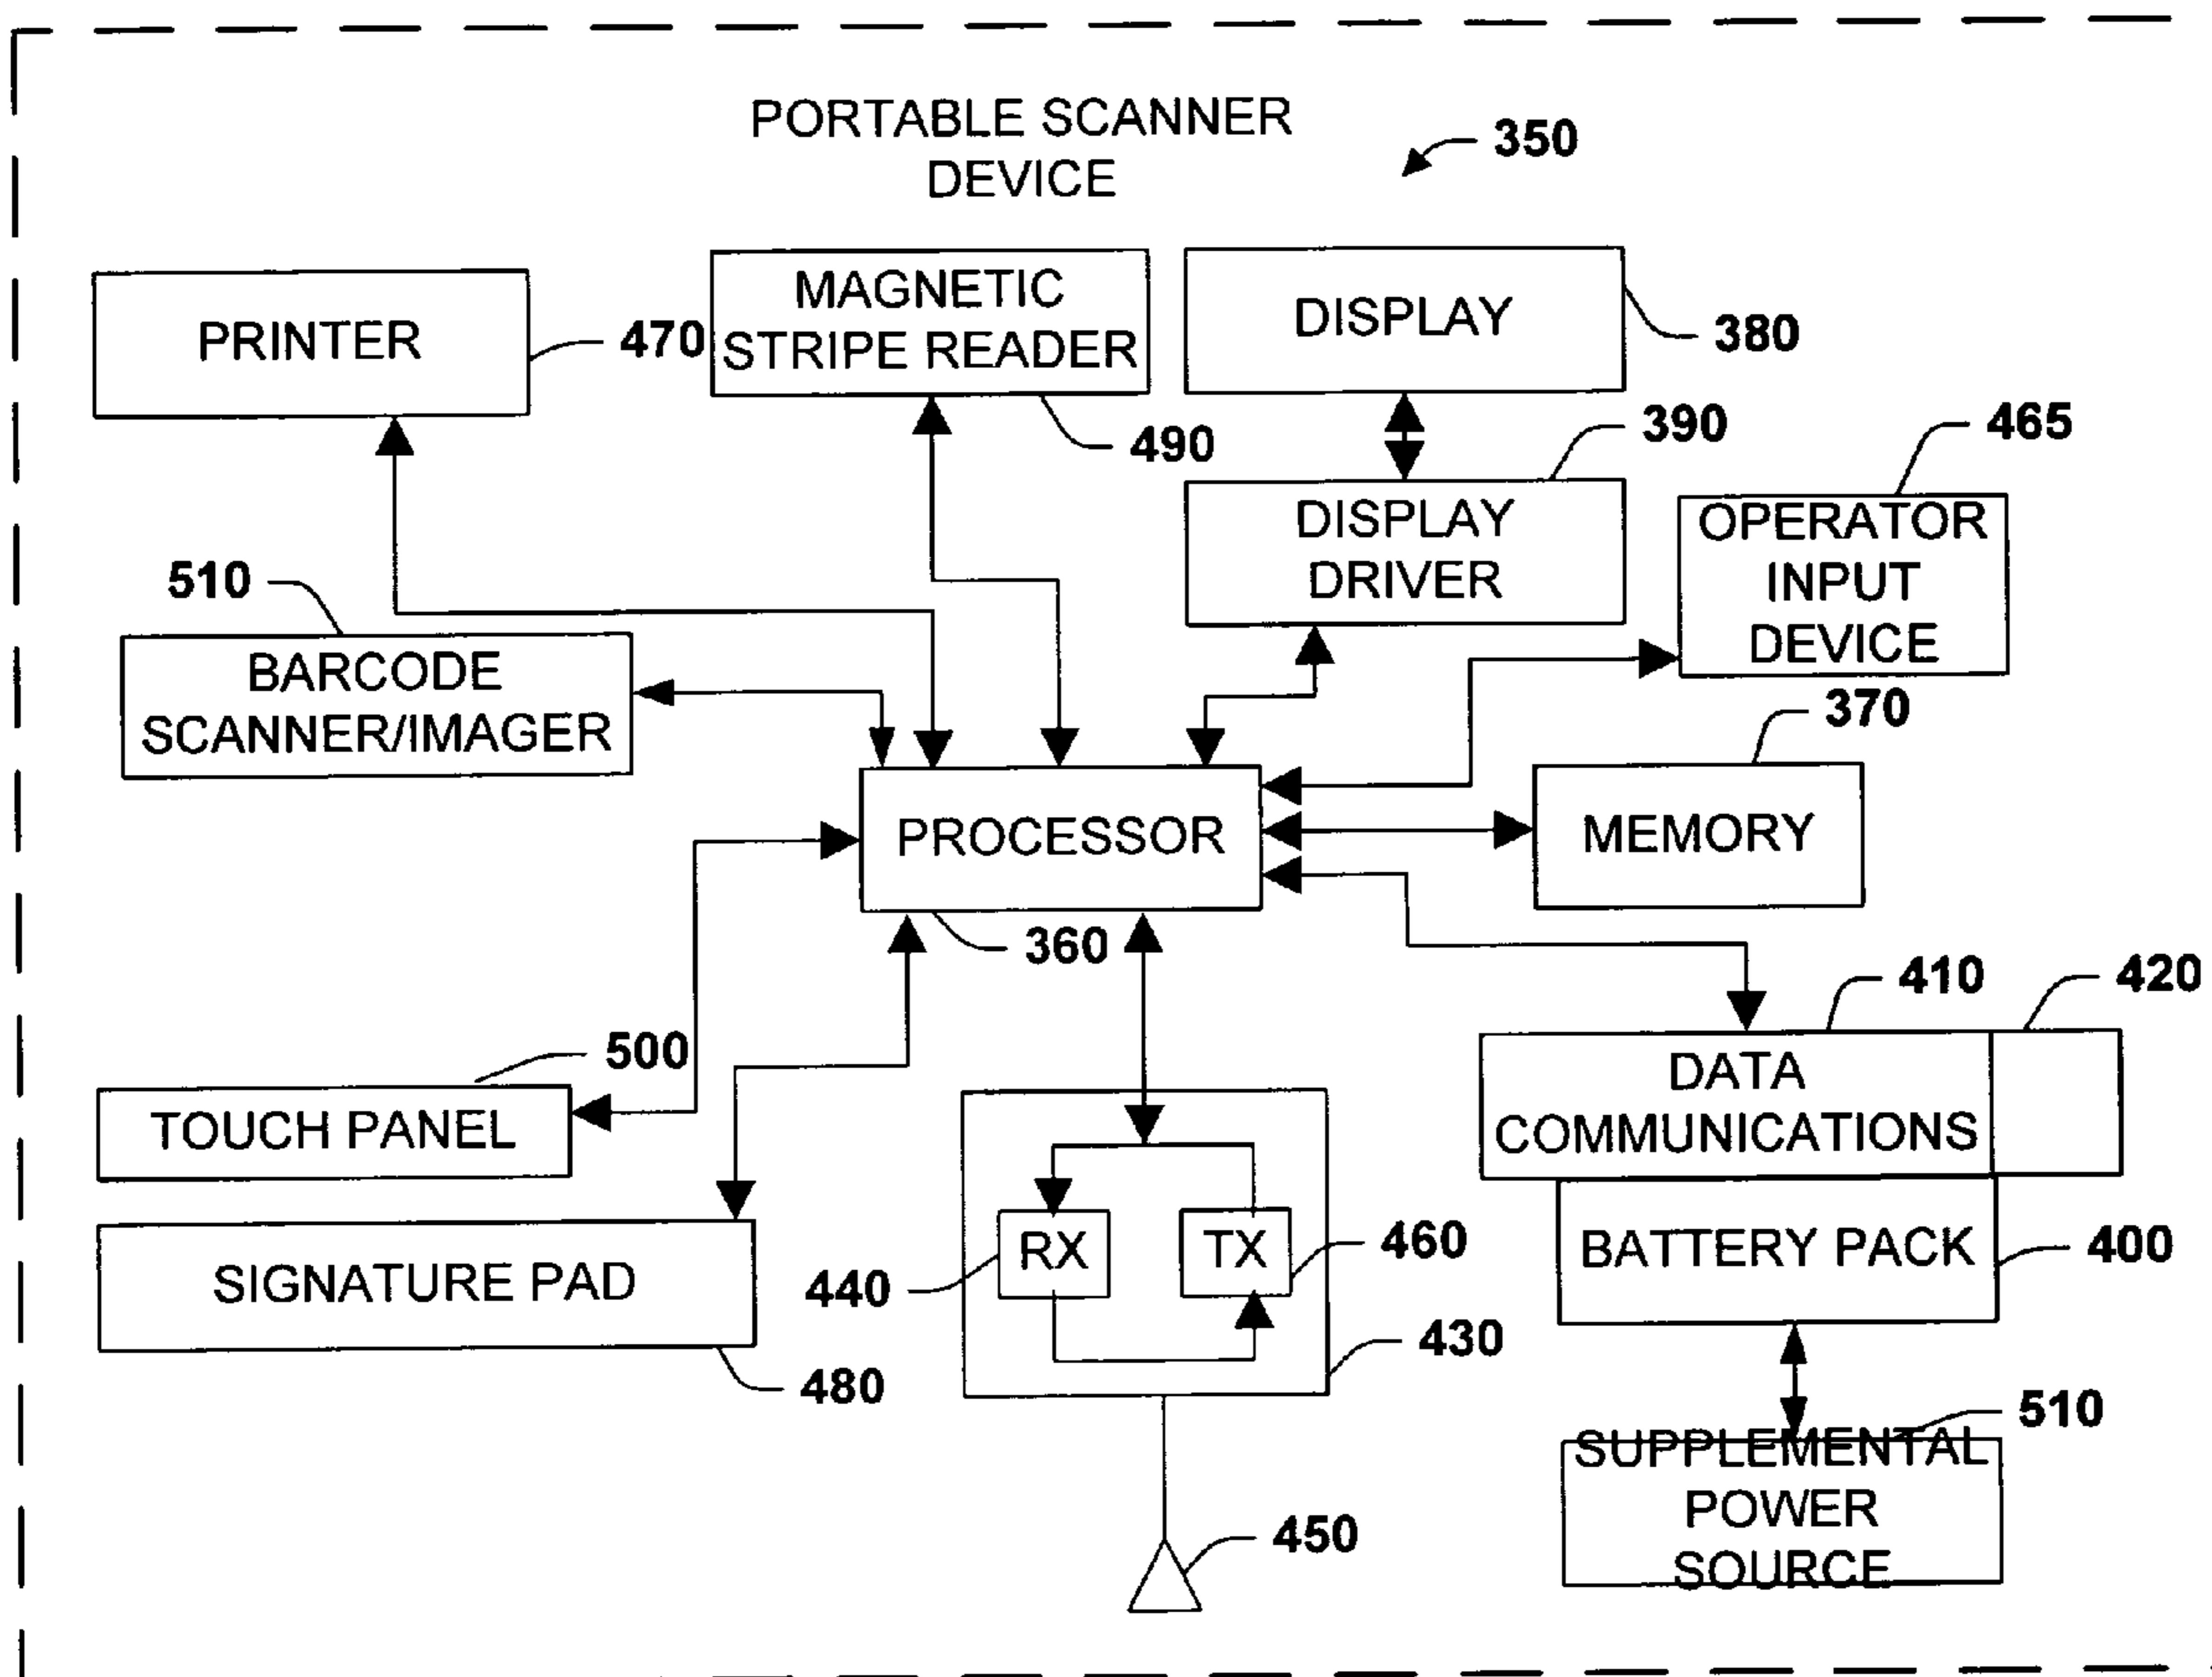 PORTABLE SCANNER
DEVICE
350
PRINTER
470
MAGNETIC
STRIPE READER
490
DISPLAY
380
390
DISPLAY
DRIVER
465
OPERATOR
INPUT
DEVICE
510
BARCODE
SCANNER/IMAGER
370
MEMORY
PROCESSOR
360
410
420
DATA
COMMUNICATIONS
500
TOUCH PANEL
BATTERY PACK
400
SIGNATURE PAD
480
RX
440
TX
460
430
450
510
SUPPLEMENTAL
POWER
SOURCE